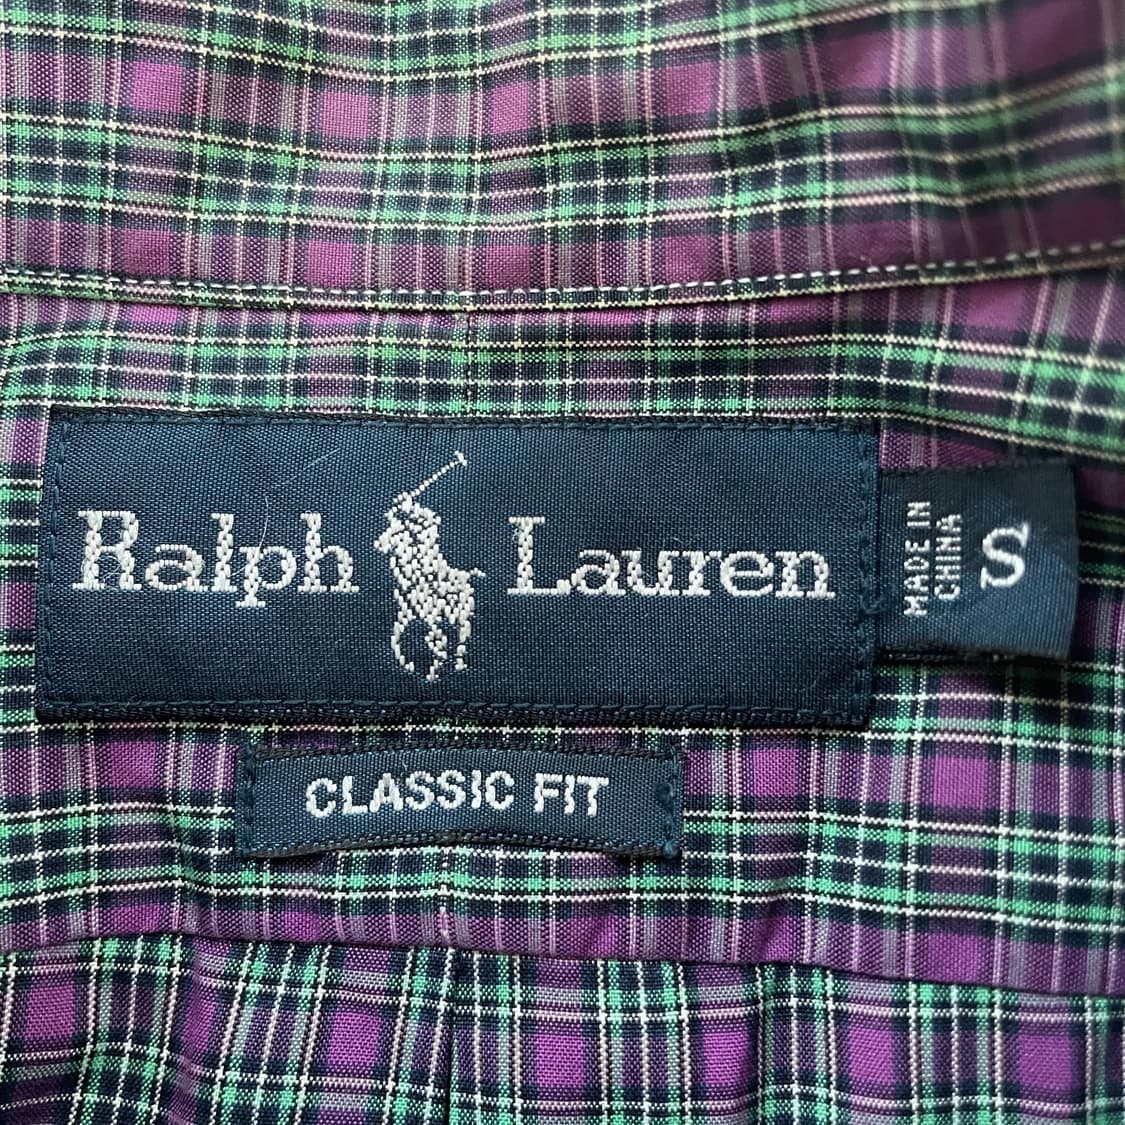 Ralph Lauren
MADE IN
CHINA
S
CLASSIC FIT